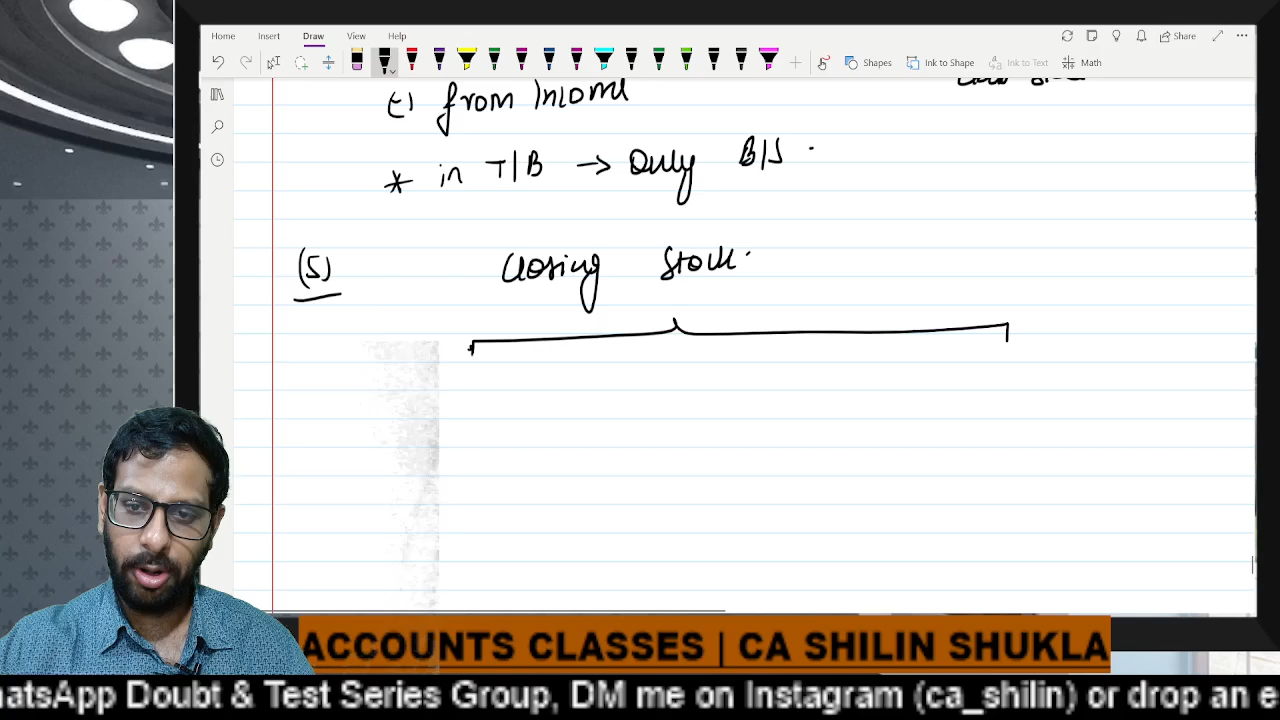 Home Insert Draw View Help
Share
Shapes Ink to Shape Ink to Text Math
(-) from Income
* in T/B → Only B/S.
(5) Closing Stock.
ACCOUNTS CLASSES | CA SHILIN SHUKLA
hatsApp Doubt & Test Series Group, DM me on Instagram (ca_shilin) or drop an e